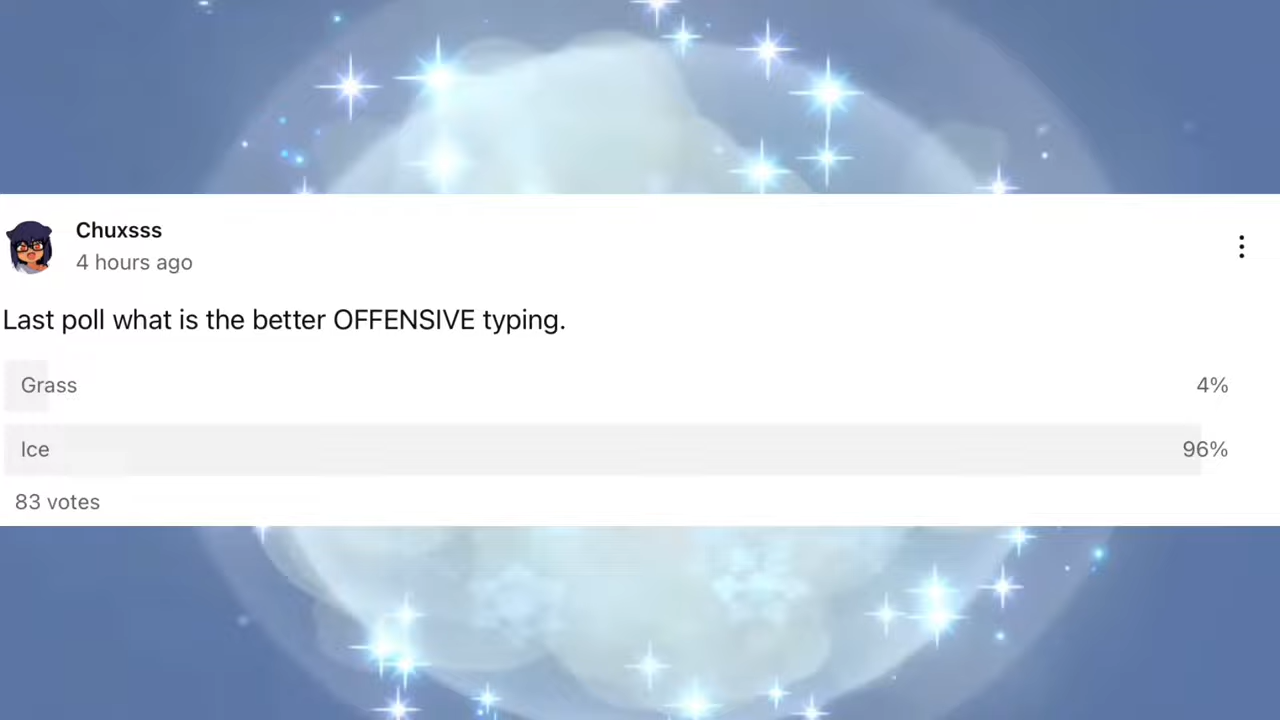 Chuxsss
4 hours ago
Last poll what is the better OFFENSIVE typing.
Grass 4%
Ice 96%
83 votes